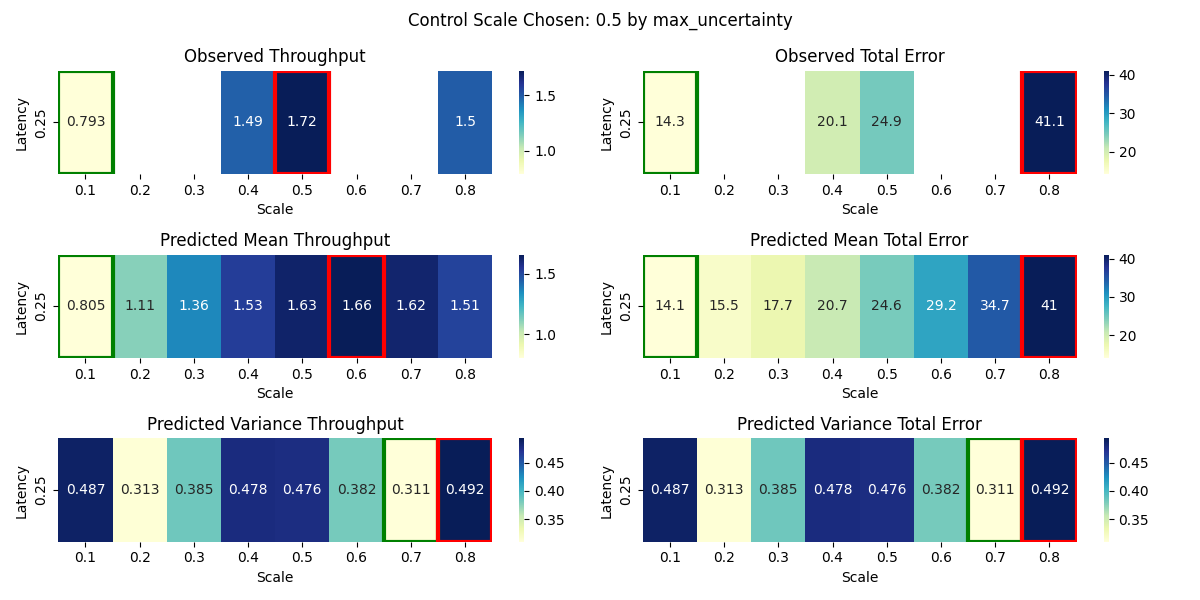 Control Scale Chosen: 0.5 by max_uncertainty
Observed Throughput
Latency
0.25
0.793 1.49 1.72 1.5
0.1 0.2 0.3 0.4 0.5 0.6 0.7 0.8
Scale
1.5
1.0
Observed Total Error
Latency
0.25
14.3 20.1 24.9 41.1
0.1 0.2 0.3 0.4 0.5 0.6 0.7 0.8
Scale
40
30
20
Predicted Mean Throughput
Latency
0.25
0.805 1.11 1.36 1.53 1.63 1.66 1.62 1.51
0.1 0.2 0.3 0.4 0.5 0.6 0.7 0.8
Scale
1.5
1.0
Predicted Mean Total Error
Latency
0.25
14.1 15.5 17.7 20.7 24.6 29.2 34.7 41
0.1 0.2 0.3 0.4 0.5 0.6 0.7 0.8
Scale
40
30
20
Predicted Variance Throughput
Latency
0.25
0.487 0.313 0.385 0.478 0.476 0.382 0.311 0.492
0.1 0.2 0.3 0.4 0.5 0.6 0.7 0.8
Scale
0.45
0.40
0.35
Predicted Variance Total Error
Latency
0.25
0.487 0.313 0.385 0.478 0.476 0.382 0.311 0.492
0.1 0.2 0.3 0.4 0.5 0.6 0.7 0.8
Scale
0.45
0.40
0.35